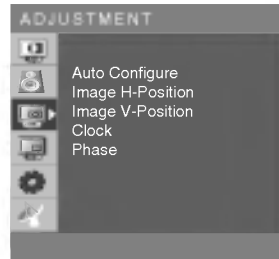 ADJUSTMENT
Auto Configure
Image H-Position
Image V-Position
Clock
Phase